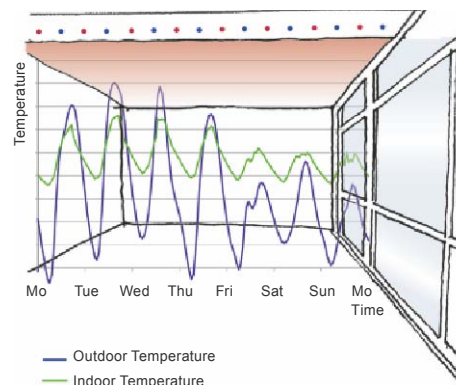 Temperature
Mo Tue Wed Thu Fri Sat Sun Mo
Time
Outdoor Temperature
Indoor Temperature